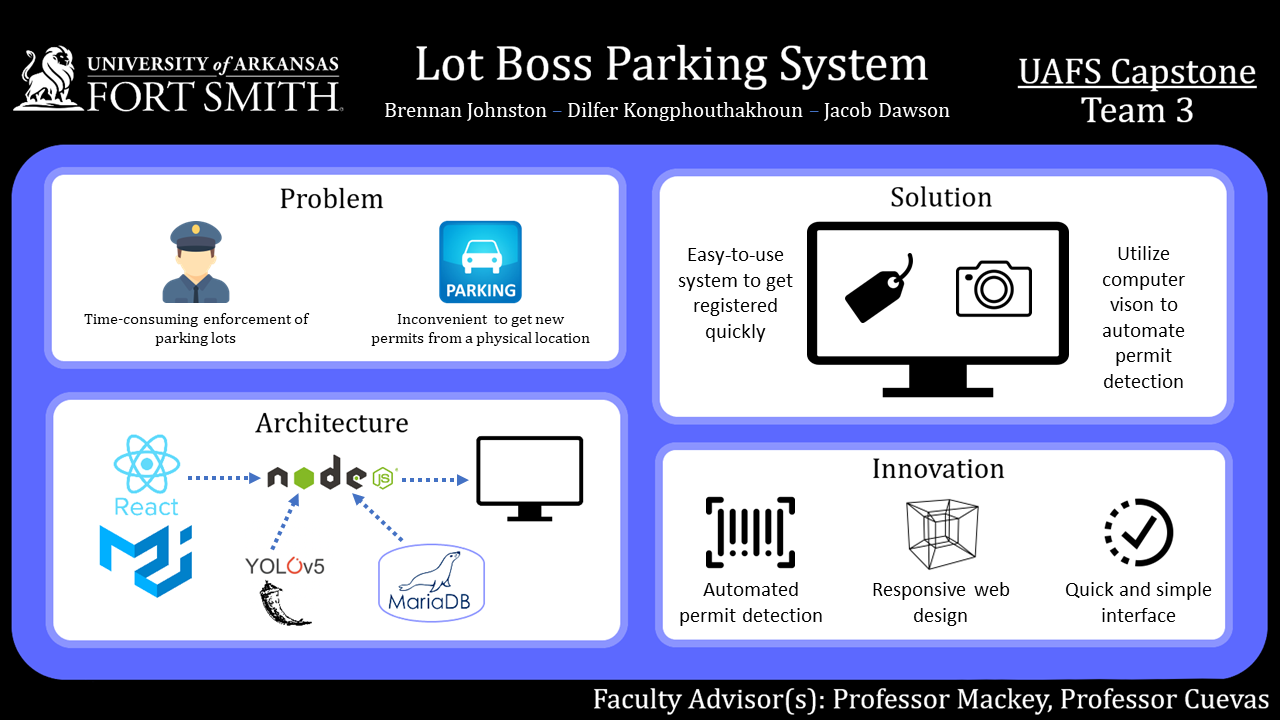 UNIVERSITY of ARKANSAS
FORT SMITH
Lot Boss Parking System
Brennan Johnston – Dilfer Kongphouthakhoun – Jacob Dawson
UAFS Capstone
Team 3
Problem
PARKING
Time-consuming enforcement of
parking lots
Inconvenient to get new
permits from a physical location
Solution
Easy-to-use
system to get
registered
quickly
Utilize
computer
vison to
automate
permit
detection
Architecture
React
node
JS
YOLOv5
MariaDB
Innovation
Automated
permit detection
Responsive web
design
Quick and simple
interface
Faculty Advisor(s): Professor Mackey, Professor Cuevas